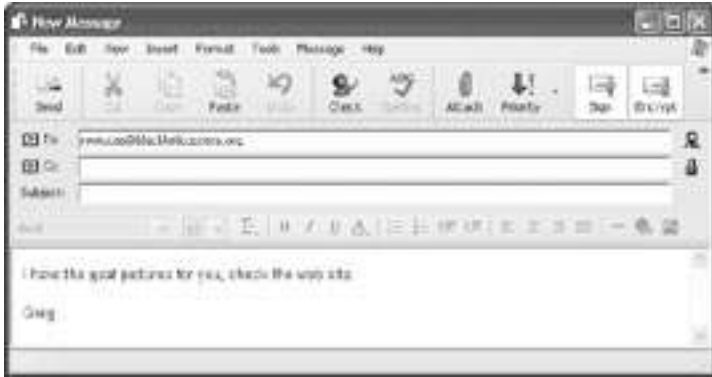 New Message
File Edit View Insert Format Tools Message Help
Send Cut Copy Paste Undo Check Spelling Attach Priority Sign Encrypt
To:
Cc:
Subject:
I have the goat pictures for you, check the web site
Greg